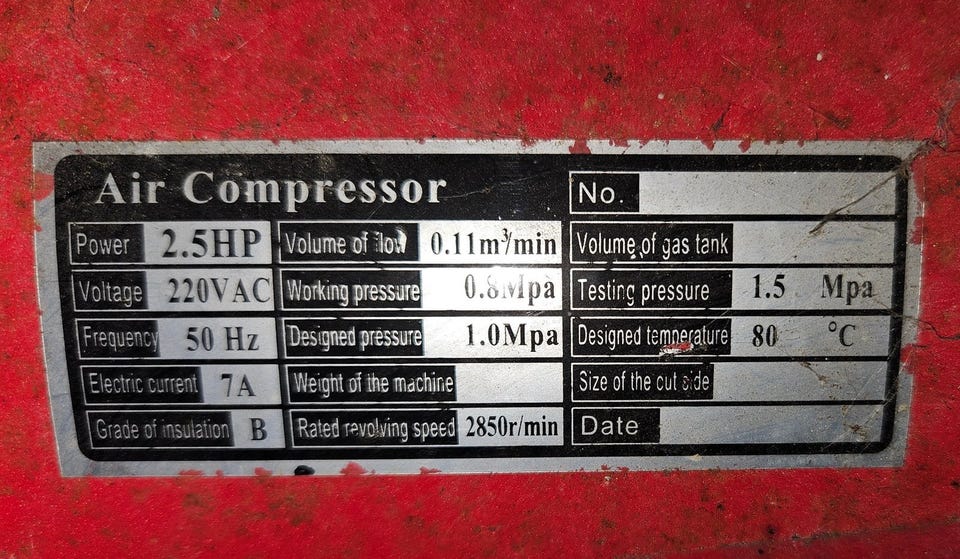 Air Compressor No.
Power 2.5HP Volume of flow 0.11m³/min Volume of gas tank
Voltage 220VAC Working pressure 0.8Mpa Testing pressure 1.5 Mpa
Frequency 50 Hz Designed pressure 1.0Mpa Designed temperature 80 °C
Electric current 7A Weight of the machine Size of the cut side
Grade of insulation B Rated revolving speed 2850r/min Date